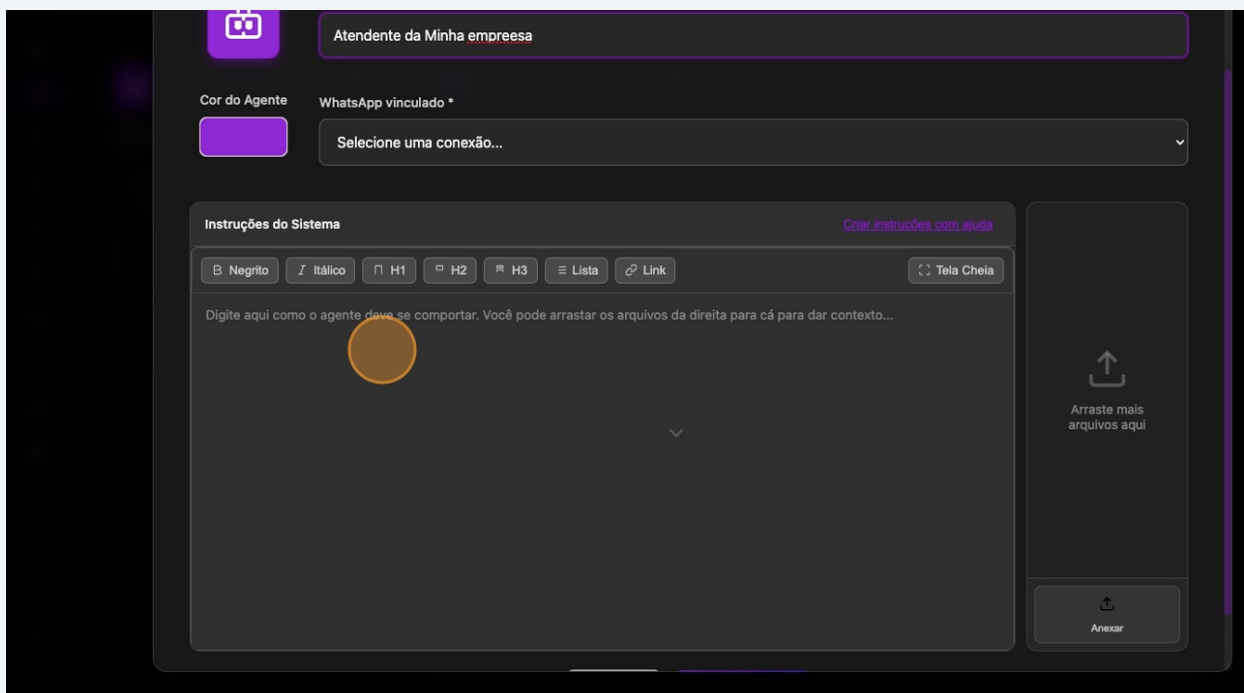 Atendente da Minha empreesa
Cor do Agente
WhatsApp vinculado *
Selecione uma conexão...
Instruções do Sistema
Criar instruções com ajuda
B Negrito I Itálico H1 H2 H3 Lista Link Tela Cheia
Digite aqui como o agente deve se comportar. Você pode arrastar os arquivos da direita para cá para dar contexto...
Arraste mais
arquivos aqui
Anexar